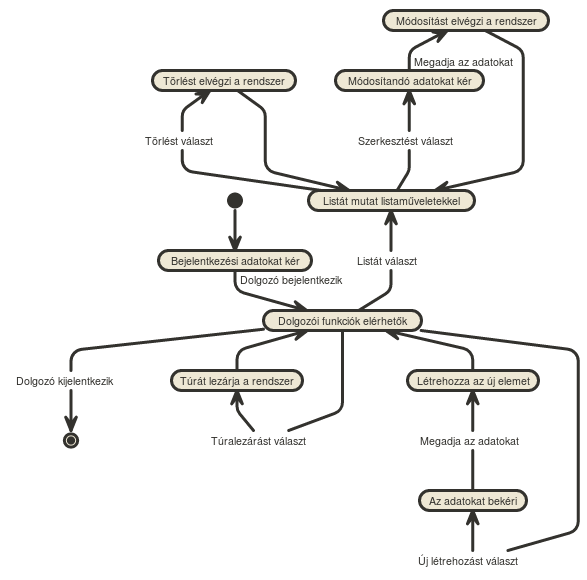 Módosítást elvégzi a rendszer
Megadja az adatokat
Törlést elvégzi a rendszer
Módosítandó adatokat kér
Törlést választ
Szerkesztést választ
Listát mutat listaműveletekkel
Bejelentkezési adatokat kér
Listát választ
Dolgozó bejelentkezik
Dolgozói funkciók elérhetők
Dolgozó kijelentkezik
Túrát lezárja a rendszer
Létrehozza az új elemet
Túralezárást választ
Megadja az adatokat
Az adatokat bekéri
Új létrehozást választ